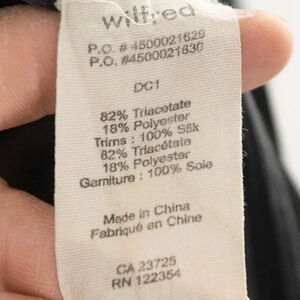 wilfred
P.O. #4500021629
P.O. #4500021630
DC1
82% Triacetate
18% Polyester
Trims : 100% Silk
82% Triacétate
18% Polyester
Garniture : 100% Soie
Made in China
Fabriqué en Chine
CA 23725
RN 122354